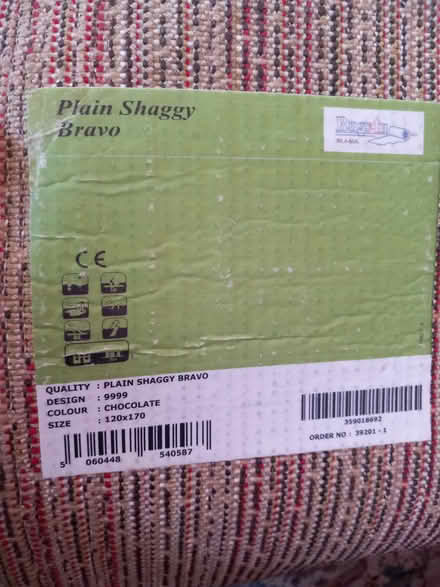 Plain Shaggy
Bravo
CE
QUALITY : PLAIN SHAGGY BRAVO
DESIGN : 9999
COLOUR : CHOCOLATE
SIZE : 120x170
5 060448 540587
359018692
ORDER NO : 39201 - 1